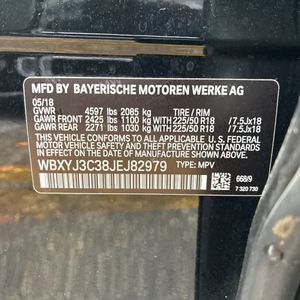 MFD BY BAYERISCHE MOTOREN WERKE AG
05/18
GVWR 4597 lbs 2085 kg TIRE / RIM
GAWR FRONT 2425 lbs 1100 kg 225/50 R18 /7.5Jx18
GAWR REAR 2271 lbs 1030 kg 225/50 R18 /7.5Jx18
THIS VEHICLE CONFORMS TO ALL APPLICABLE U.S. FEDERAL
MOTOR VEHICLE SAFETY, BUMPER, AND THEFT PREVENTION
STANDARDS IN EFFECT ON THE DATE OF MANUFACTURE SHOWN ABOVE.
WBXYJ3C38JEJ82979 TYPE: MPV
668/9
7 320 730